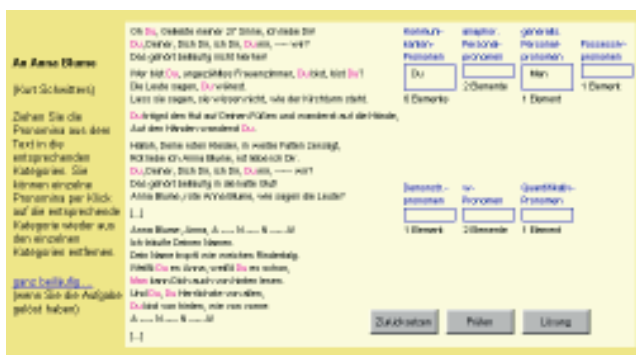 An Anna Blume
(Kurt Schwitters)
Ziehen Sie die
Pronomina aus dem
Text in die
entsprechenden
Kategorien. Sie
können einzelne
Pronomina per Klick
auf die entsprechende
Kategorie wieder aus
den einzelnen
Kategorien entfernen.
ganz beiläufig...
(wenn Sie die Aufgabe
gelöst haben)
Oh Du, Geliebte meiner 27 Sinne, ich liebe Dir!
Du, Deiner, Dich Dir, ich Dir, Du mir, ---- wir?
Das gehört beiläufig nicht hierher!
Wer bist Du, ungezähltes Frauenzimmer, Du bist, bist Du?
Die Leute sagen, Du wärest.
Lass sie sagen, sie wissen nicht, wie der Kirchturm steht.
Du trägst den Hut auf Deinen Füßen und wanderst auf die Hände,
Auf den Händen wanderst Du.
Hallo, Deine roten Kleider, in weiße Falten zersägt,
Rot liebe ich Anna Blume, rot liebe ich Dir.
Du, Deiner, Dich Dir, ich Dir, Du mir, ---- wir?
Das gehört beiläufig in die kalte Glut!
Anna Blume, rote Anna Blume, wie sagen die Leute?
[...]
Anna Blume, Anna, A ---- N ---- N ---- A!
Ich träufle Deinen Namen.
Dein Name tropft wie weiches Rindertalg.
Weißt Du es Anna, weißt Du es schon,
Man kann Dich auch von hinten lesen.
Und Du, Du Herrlichste von allen,
Du bist von hinten, wie von vorne:
A ---- N ---- N ---- A!
[...]
Kommuni-
kanten-
Pronomen
Du
6 Elemente
anaphor.
Personal-
pronomen
2 Elemente
generalis.
Personal-
pronomen
Man
1 Element
Possessiv-
pronomen
1 Element
Demonstr.-
pronomen
1 Element
w-
Pronomen
2 Elemente
Quantifikativ-
Pronomen
1 Element
Zurücksetzen
Prüfen
Lösung